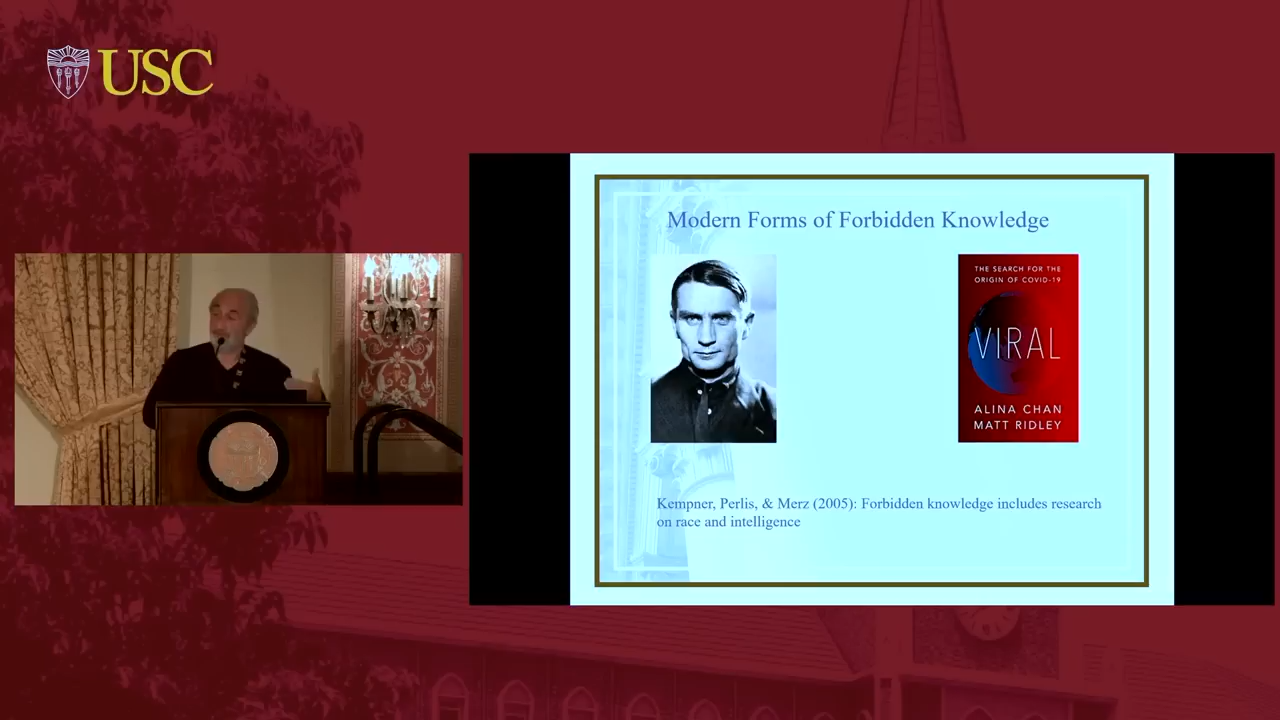 USC
Modern Forms of Forbidden Knowledge
THE SEARCH FOR THE
ORIGIN OF COVID-19
VIRAL
ALINA CHAN
MATT RIDLEY
Kempner, Perlis, & Merz (2005): Forbidden knowledge includes research
on race and intelligence